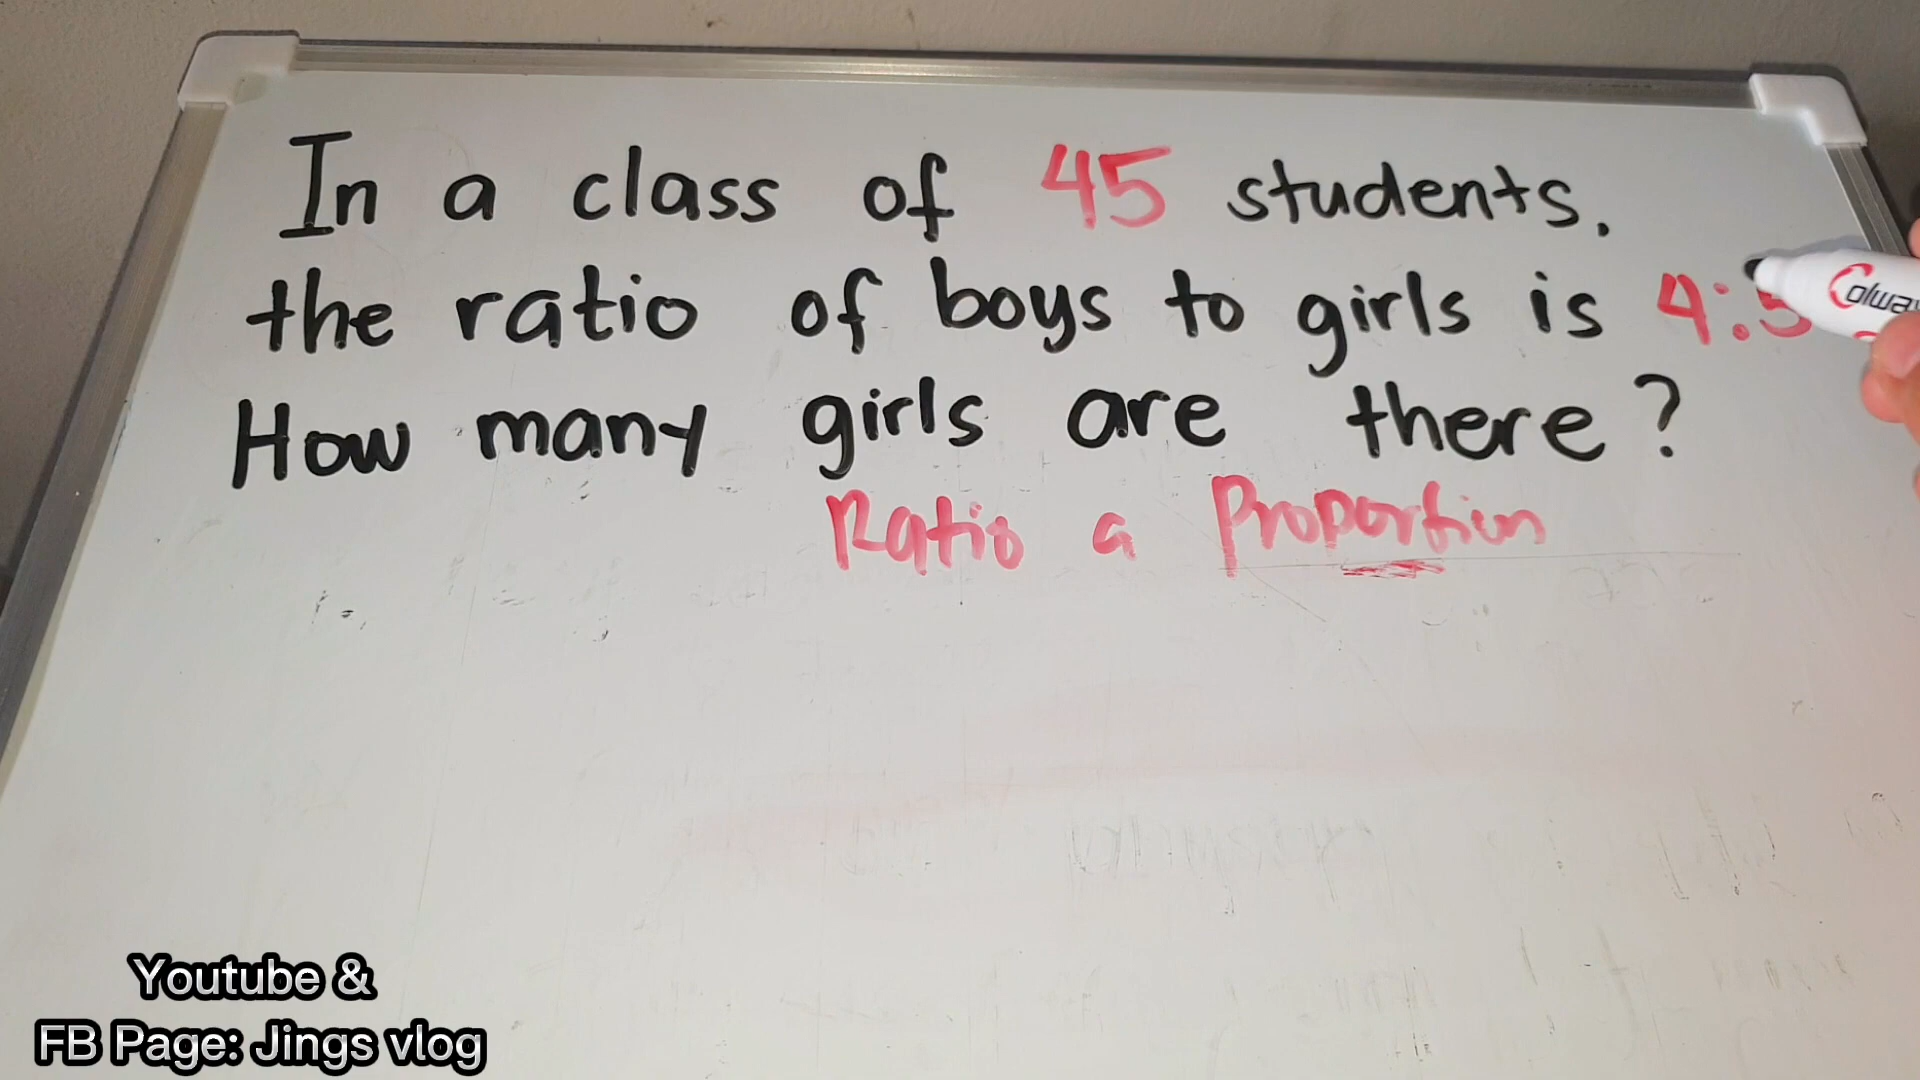 In a class of 45 students.
the ratio of boys to girls is 4:5
How many girls are there?
Ratio a Proportion
Colwa
Youtube &
FB Page: Jings vlog